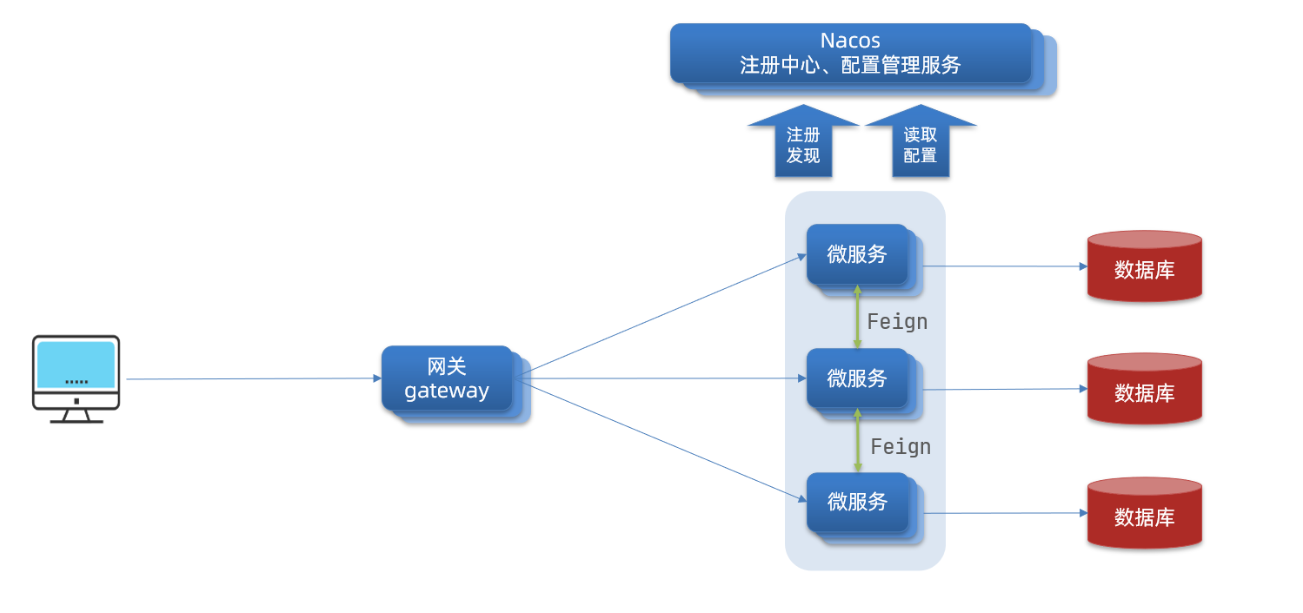 Nacos
注册中心、配置管理服务
注册
发现
读取
配置
微服务
数据库
Feign
网关
gateway
微服务
数据库
Feign
微服务
数据库